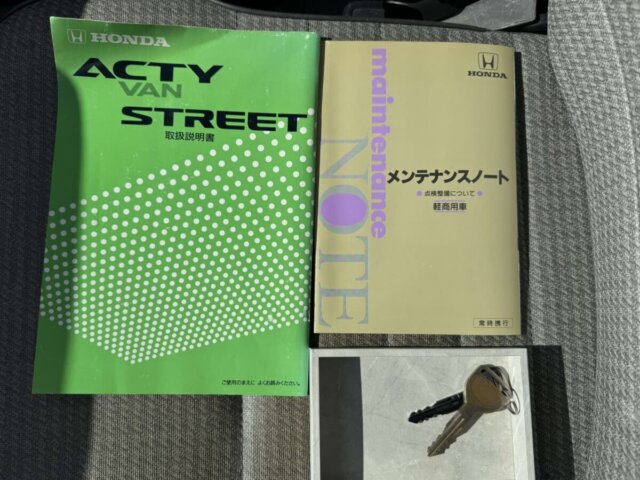 HONDA
ACTY
VAN
STREET
取扱説明書
ご使用のまえに よくお読みください。
HONDA
maintenance
NOTE
メンテナンスノート
点検整備について
軽商用車
常時携行